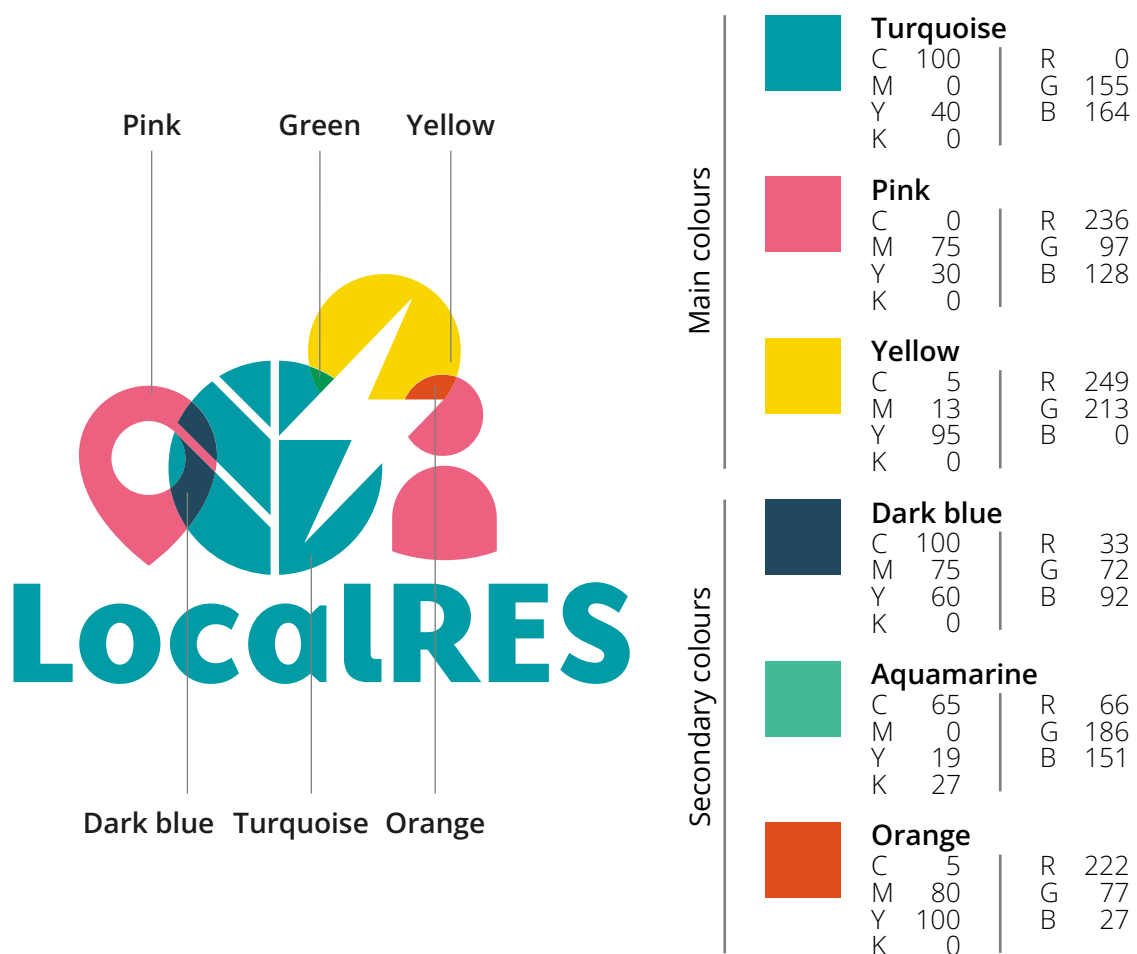 Pink Green Yellow
LocalRES
Dark blue Turquoise Orange
Main colours
Turquoise
C 100 R 0
M 0 G 155
Y 40 B 164
K 0
Pink
C 0 R 236
M 75 G 97
Y 30 B 128
K 0
Yellow
C 5 R 249
M 13 G 213
Y 95 B 0
K 0
Secondary colours
Dark blue
C 100 R 33
M 75 G 72
Y 60 B 92
K 0
Aquamarine
C 65 R 66
M 0 G 186
Y 19 B 151
K 27
Orange
C 5 R 222
M 80 G 77
Y 100 B 27
K 0